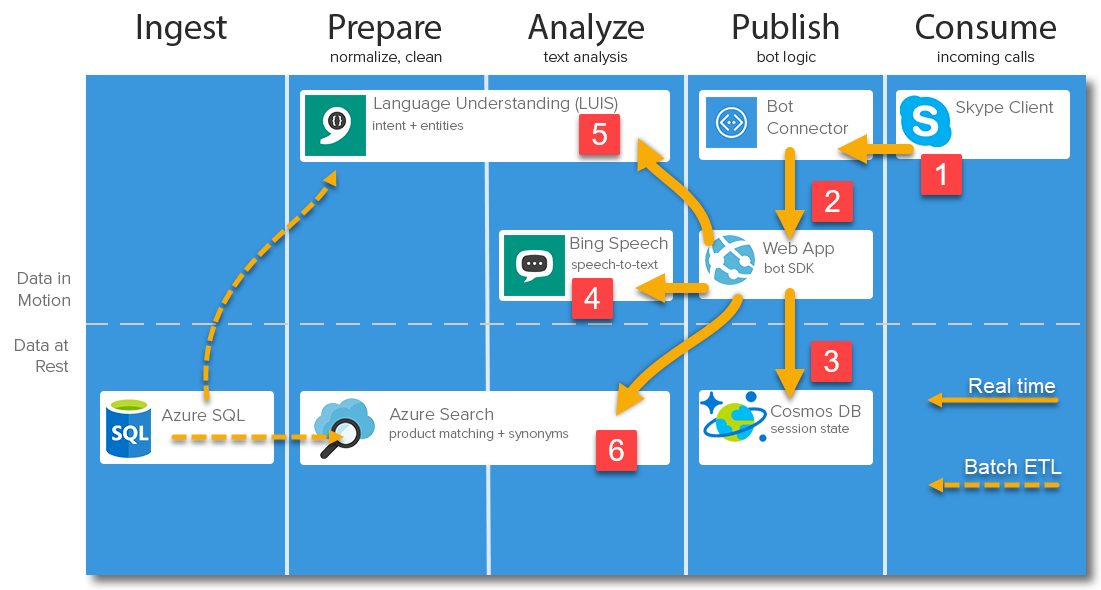 Ingest
Prepare
normalize, clean
Analyze
text analysis
Publish
bot logic
Consume
incoming calls
Data in
Motion
Data at
Rest
{ }
Language Understanding (LUIS)
intent + entities
5
Bot
Connector
S
Skype Client
1
2
Bing Speech
speech-to-text
4
Web App
bot SDK
3
SQL
Azure SQL
Azure Search
product matching + synonyms
6
Cosmos DB
session state
Real time
Batch ETL